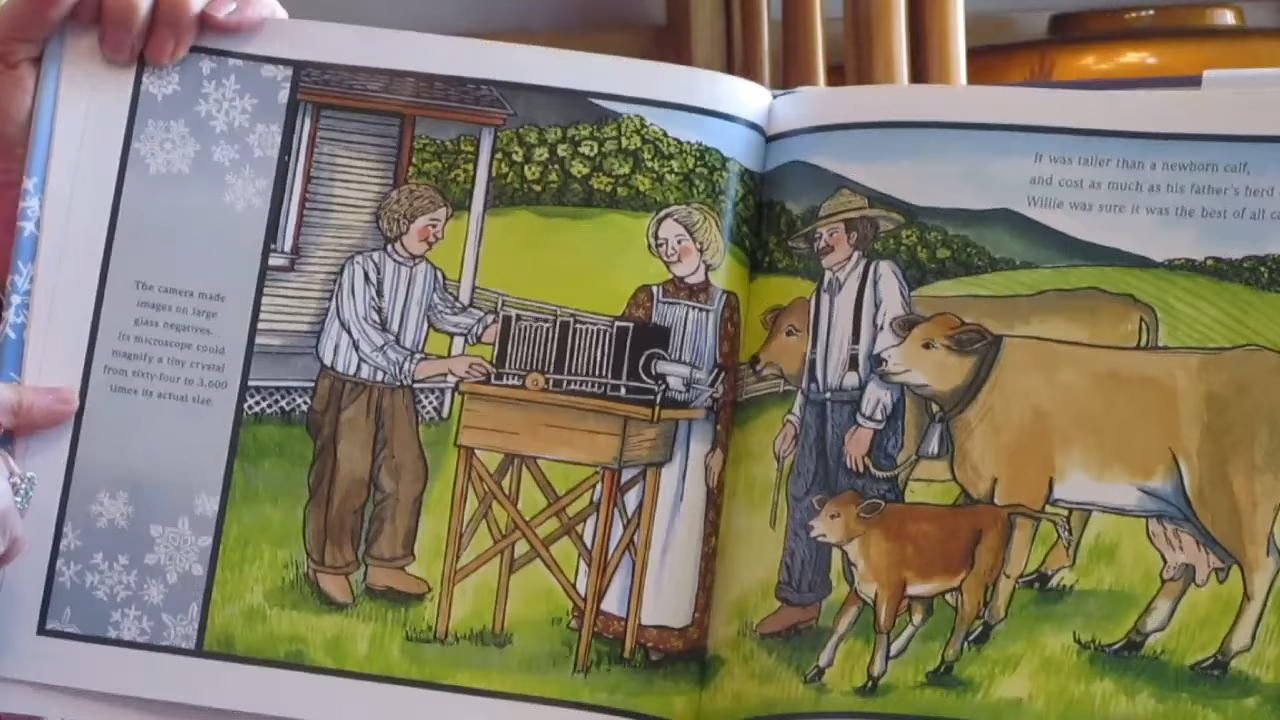 The camera made
images on large
glass negatives.
Its microscope could
magnify a tiny crystal
from sixty-four to 3,600
times its actual size.
It was taller than a newborn calf,
and cost as much as his father's herd
Willie was sure it was the best of all